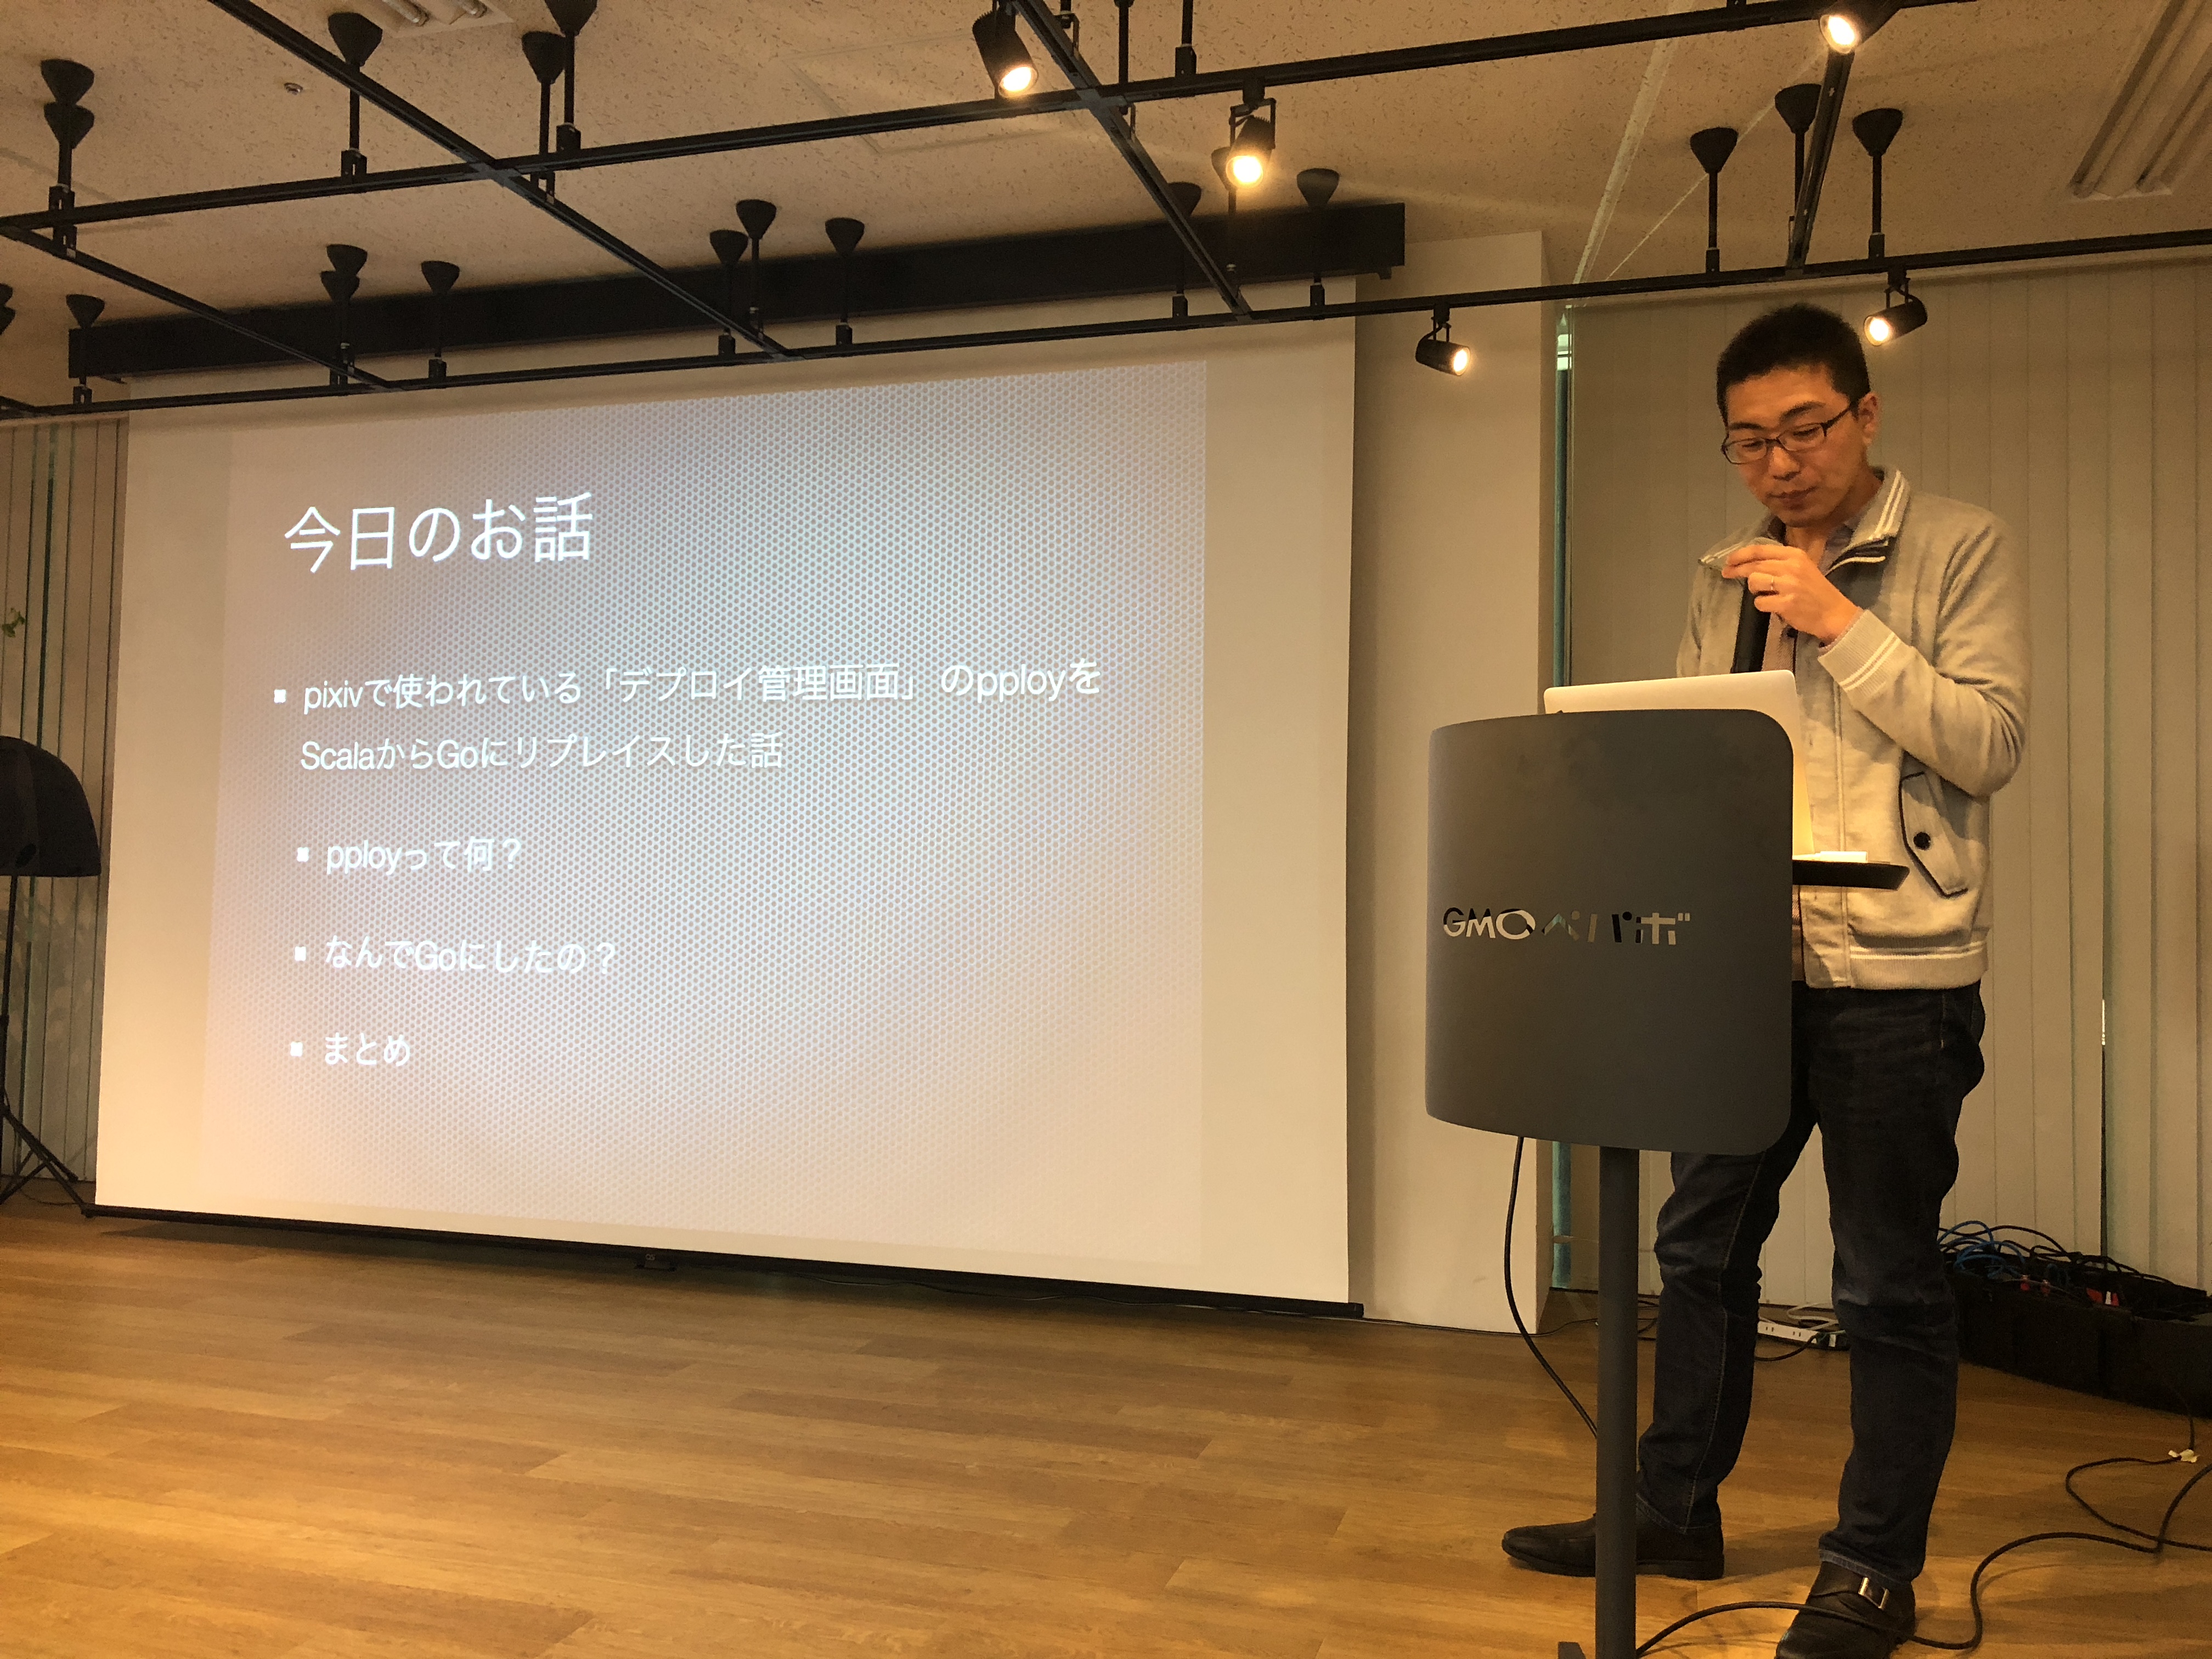 今日のお話
pixivで使われている「デプロイ管理画面」のpployを
ScalaからGoにリプレイスした話
pployって何？
なんでGoにしたの？
まとめ
GMOペパボ